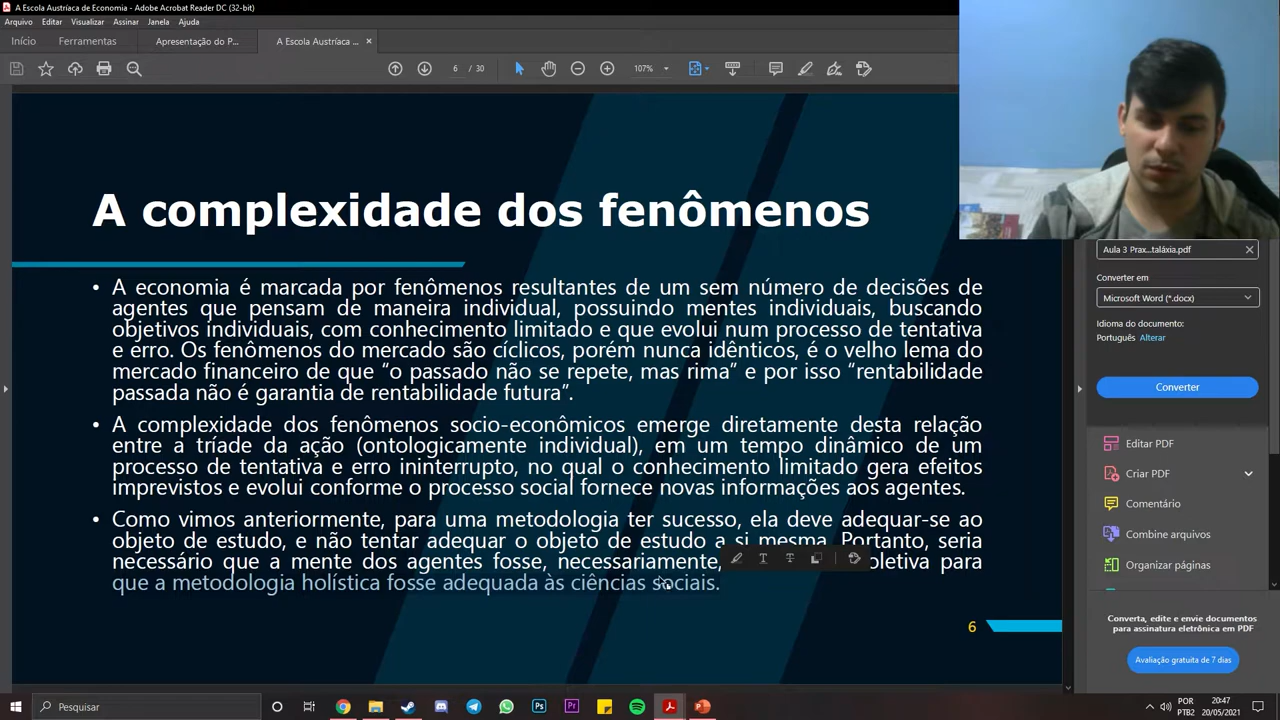 A Escola Austríaca de Economia - Adobe Acrobat Reader DC (32-bit)
Arquivo Editar Visualizar Assinar Janela Ajuda
Início Ferramentas Apresentação do P... A Escola Austríaca ... ×
6 / 30 107%
A complexidade dos fenômenos
• A economia é marcada por fenômenos resultantes de um sem número de decisões de
agentes que pensam de maneira individual, possuindo mentes individuais, buscando
objetivos individuais, com conhecimento limitado e que evolui num processo de tentativa
e erro. Os fenômenos do mercado são cíclicos, porém nunca idênticos, é o velho lema do
mercado financeiro de que “o passado não se repete, mas rima” e por isso “rentabilidade
passada não é garantia de rentabilidade futura”.
• A complexidade dos fenômenos socio-econômicos emerge diretamente desta relação
entre a tríade da ação (ontologicamente individual), em um tempo dinâmico de um
processo de tentativa e erro ininterrupto, no qual o conhecimento limitado gera efeitos
imprevistos e evolui conforme o processo social fornece novas informações aos agentes.
• Como vimos anteriormente, para uma metodologia ter sucesso, ela deve adequar-se ao
objeto de estudo, e não tentar adequar o objeto de estudo a si mesma. Portanto, seria
necessário que a mente dos agentes fosse, necessariamente, oletiva para
que a metodologia holística fosse adequada às ciências sociais.
6
Aula 3 Prax...taláxia.pdf
Converter em
Microsoft Word (*.docx)
Idioma do documento:
Português Alterar
Converter
Editar PDF
Criar PDF
Comentário
Combine arquivos
Organizar páginas
Converta, edite e envie documentos
para assinatura eletrônica em PDF
Avaliação gratuita de 7 dias
Pesquisar
POR
PTB2
20:47
20/05/2021